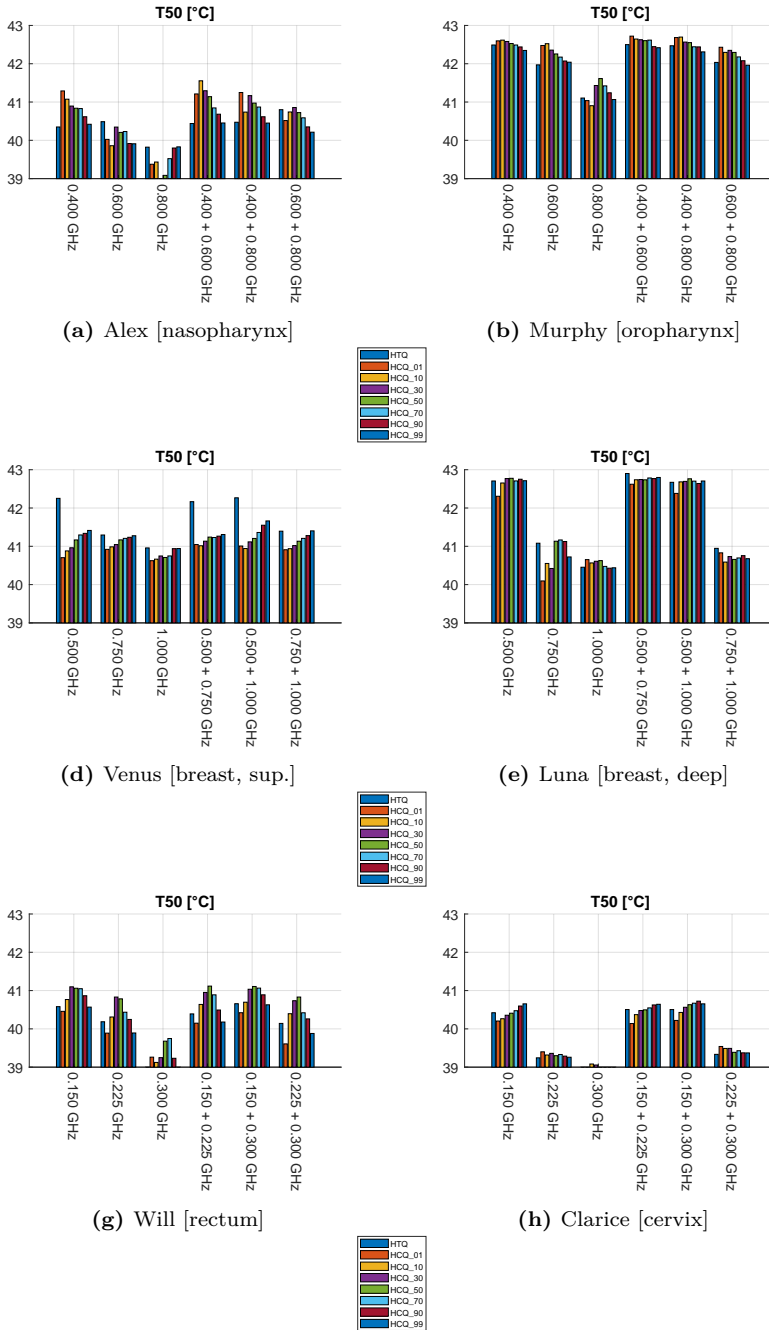 T50 [°C]
43
42
41
40
39
0.400 GHz
0.600 GHz
0.800 GHz
0.400 + 0.600 GHz
0.400 + 0.800 GHz
0.600 + 0.800 GHz
(a) Alex [nasopharynx]
T50 [°C]
43
42
41
40
39
0.400 GHz
0.600 GHz
0.800 GHz
0.400 + 0.600 GHz
0.400 + 0.800 GHz
0.600 + 0.800 GHz
(b) Murphy [oropharynx]
HTQ
HCQ_01
HCQ_10
HCQ_30
HCQ_50
HCQ_70
HCQ_90
HCQ_99
T50 [°C]
43
42
41
40
39
0.500 GHz
0.750 GHz
1.000 GHz
0.500 + 0.750 GHz
0.500 + 1.000 GHz
0.750 + 1.000 GHz
(d) Venus [breast, sup.]
T50 [°C]
43
42
41
40
39
0.500 GHz
0.750 GHz
1.000 GHz
0.500 + 0.750 GHz
0.500 + 1.000 GHz
0.750 + 1.000 GHz
(e) Luna [breast, deep]
HTQ
HCQ_01
HCQ_10
HCQ_30
HCQ_50
HCQ_70
HCQ_90
HCQ_99
T50 [°C]
43
42
41
40
39
0.150 GHz
0.225 GHz
0.300 GHz
0.150 + 0.225 GHz
0.150 + 0.300 GHz
0.225 + 0.300 GHz
(g) Will [rectum]
T50 [°C]
43
42
41
40
39
0.150 GHz
0.225 GHz
0.300 GHz
0.150 + 0.225 GHz
0.150 + 0.300 GHz
0.225 + 0.300 GHz
(h) Clarice [cervix]
HTQ
HCQ_01
HCQ_10
HCQ_30
HCQ_50
HCQ_70
HCQ_90
HCQ_99